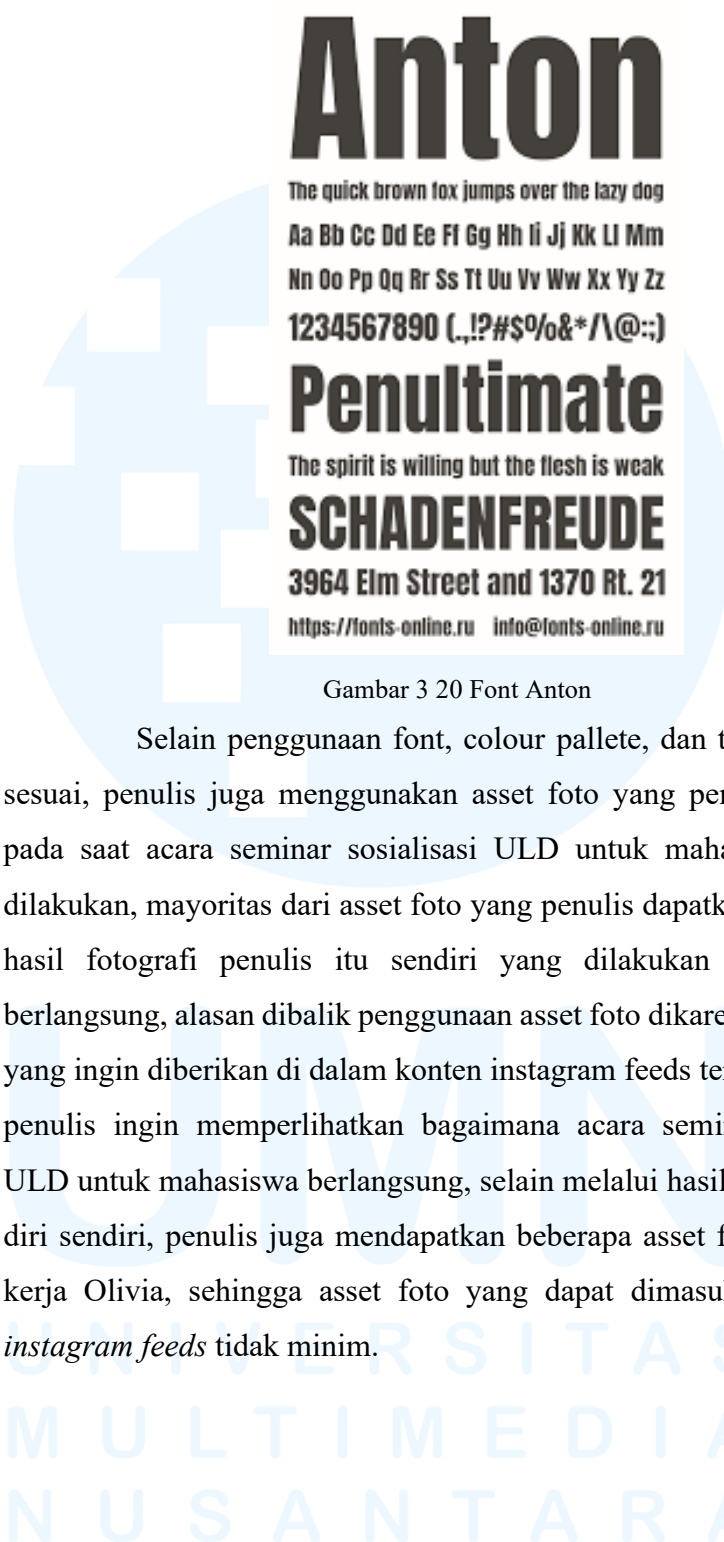 Anton
The quick brown fox jumps over the lazy dog
Aa Bb Cc Dd Ee Ff Gg Hh Ii Jj Kk Ll Mm
Nn Oo Pp Qq Rr Ss Tt Uu Vv Ww Xx Yy Zz
1234567890 (.,!?#$%&*/\@:;)
Penultimate
The spirit is willing but the flesh is weak
SCHADENFREUDE
3964 Elm Street and 1370 Rt. 21
https://fonts-online.ru info@fonts-online.ru
Gambar 3 20 Font Anton
Selain penggunaan font, colour pallete, dan
sesuai, penulis juga menggunakan asset foto yang
pada saat acara seminar sosialisasi ULD untuk
dilakukan, mayoritas dari asset foto yang penulis
hasil fotografi penulis itu sendiri yang dilakukan
berlangsung, alasan dibalik penggunaan asset foto
yang ingin diberikan di dalam konten instagram feeds
penulis ingin memperlihatkan bagaimana acara
ULD untuk mahasiswa berlangsung, selain melalui hasil
diri sendiri, penulis juga mendapatkan beberapa asset
kerja Olivia, sehingga asset foto yang dapat
instagram feeds tidak minim.
UMN
UNIVERSITAS
MULTIMEDIA
NUSANTARA